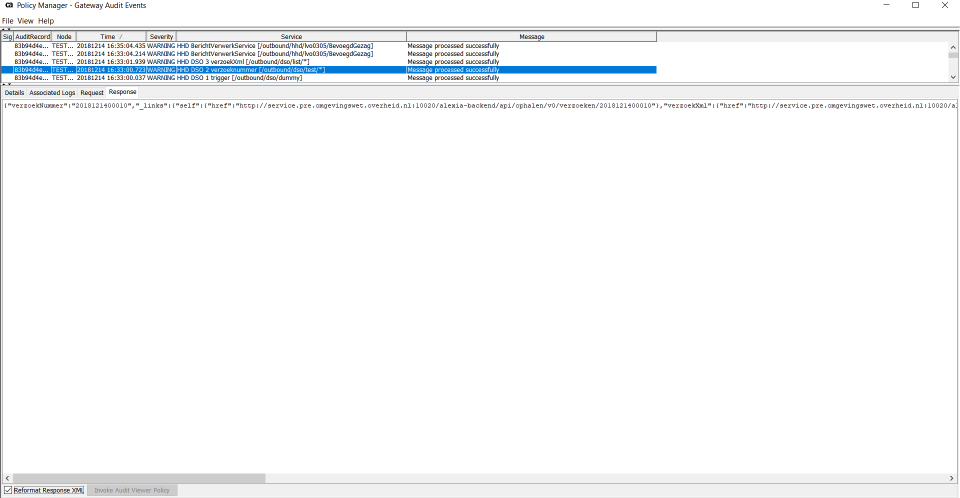 Policy Manager - Gateway Audit Events
File View Help
Sig AuditRecord Node Time / Severity Service Message
83b94d4e... TEST... 20181214 16:35:04.435 WARNING HHD BerichtVerwerkService [/outbound/hhd/lvo0305/BevoegdGezag] Message processed successfully
83b94d4e... TEST... 20181214 16:33:04.214 WARNING HHD BerichtVerwerkService [/outbound/hhd/lvo0305/BevoegdGezag] Message processed successfully
83b94d4e... TEST... 20181214 16:33:01.939 WARNING HHD DSO 3 verzoekXml [/outbound/dso/list/*] Message processed successfully
83b94d4e... TEST... 20181214 16:33:00.723 WARNING HHD DSO 2 verzoeknummer [/outbound/dso/test/*] Message processed successfully
83b94d4e... TEST... 20181214 16:33:00.037 WARNING HHD DSO 1 trigger [/outbound/dso/dummy] Message processed successfully
Details Associated Logs Request Response
{"verzoekNummer":"2018121400010","_links":{"self":{"href":"http://service.pre.omgevingswet.overheid.nl:10020/alexia-backend/api/ophalen/v0/verzoeken/2018121400010"},"verzoekXml":{"href":"http://service.pre.omgevingswet.overheid.nl:10020/al
Reformat Response XML Invoke Audit Viewer Policy